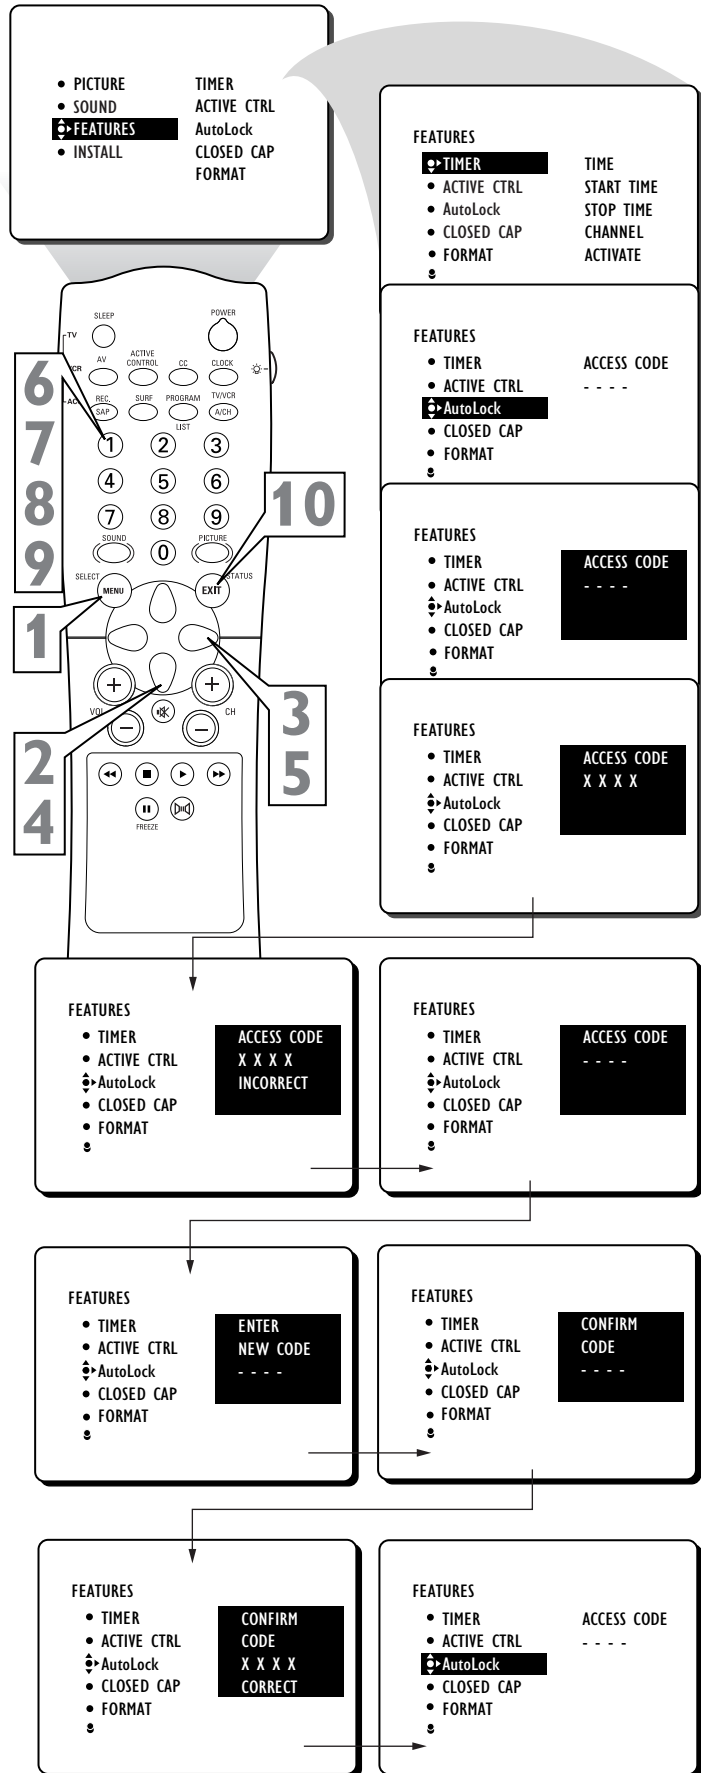 PICTURE TIMER
SOUND ACTIVE CTRL
FEATURES AutoLock
INSTALL CLOSED CAP
FORMAT
FEATURES
TIMER TIME
ACTIVE CTRL START TIME
AutoLock STOP TIME
CLOSED CAP CHANNEL
FORMAT ACTIVATE
FEATURES
TIMER ACCESS CODE
ACTIVE CTRL - - - -
AutoLock
CLOSED CAP
FORMAT
FEATURES
TIMER ACCESS CODE
ACTIVE CTRL - - - -
AutoLock
CLOSED CAP
FORMAT
FEATURES
TIMER ACCESS CODE
ACTIVE CTRL X X X X
AutoLock
CLOSED CAP
FORMAT
SLEEP POWER
TV
AV ACTIVE CONTROL CC CLOCK
CR
AC
REC. SURF PROGRAM TV/VCR
SAP LIST A/CH
1 2 3
4 5 6
7 8 9
SOUND 0 PICTURE
SELECT STATUS
MENU EXIT
+ +
VOL CH
– –
FREEZE
6
7
8
9
1
2
4
10
3
5
FEATURES
TIMER ACCESS CODE
ACTIVE CTRL X X X X
AutoLock INCORRECT
CLOSED CAP
FORMAT
FEATURES
TIMER ACCESS CODE
ACTIVE CTRL - - - -
AutoLock
CLOSED CAP
FORMAT
FEATURES
TIMER ENTER
ACTIVE CTRL NEW CODE
AutoLock - - - -
CLOSED CAP
FORMAT
FEATURES
TIMER CONFIRM
ACTIVE CTRL CODE
AutoLock - - - -
CLOSED CAP
FORMAT
FEATURES
TIMER CONFIRM
ACTIVE CTRL CODE
AutoLock X X X X
CLOSED CAP CORRECT
FORMAT
FEATURES
TIMER ACCESS CODE
ACTIVE CTRL - - - -
AutoLock
CLOSED CAP
FORMAT